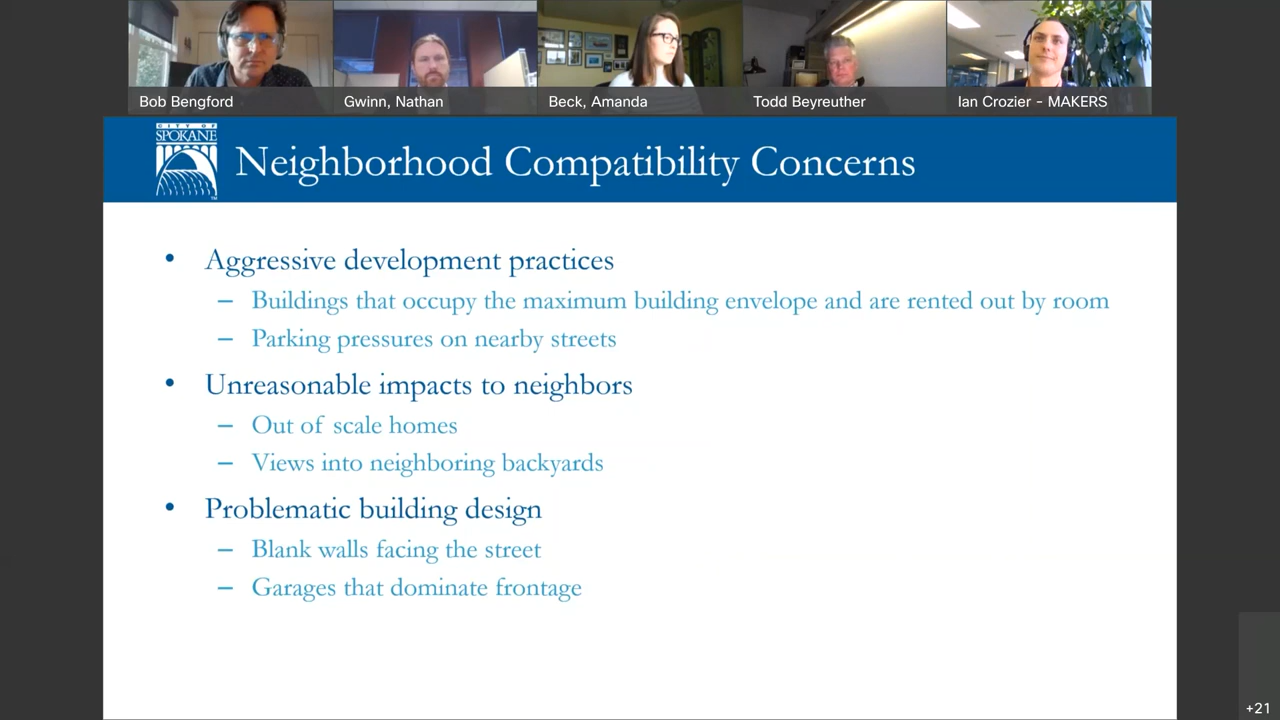 Bob Bengford
Gwinn, Nathan
Beck, Amanda
Todd Beyreuther
Ian Crozier - MAKERS
CITY OF
SPOKANE
TM
Neighborhood Compatibility Concerns
• Aggressive development practices
– Buildings that occupy the maximum building envelope and are rented out by room
– Parking pressures on nearby streets
• Unreasonable impacts to neighbors
– Out of scale homes
– Views into neighboring backyards
• Problematic building design
– Blank walls facing the street
– Garages that dominate frontage
+21